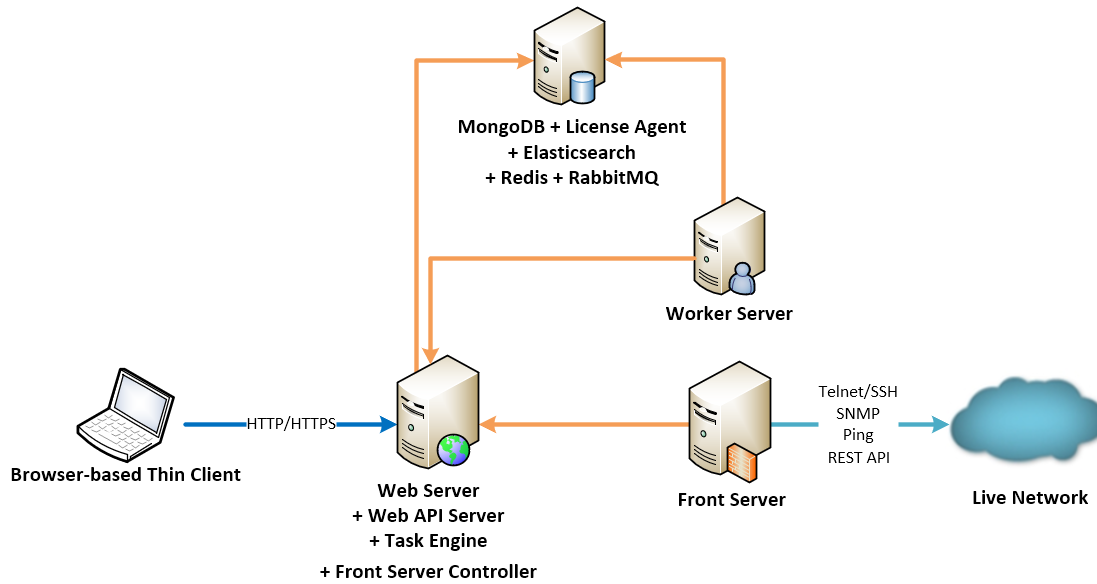 MongoDB + License Agent
+ Elasticsearch
+ Redis + RabbitMQ
Worker Server
HTTP/HTTPS
Telnet/SSH
SNMP
Ping
REST API
Browser-based Thin Client
Web Server
+ Web API Server
+ Task Engine
+ Front Server Controller
Front Server
Live Network